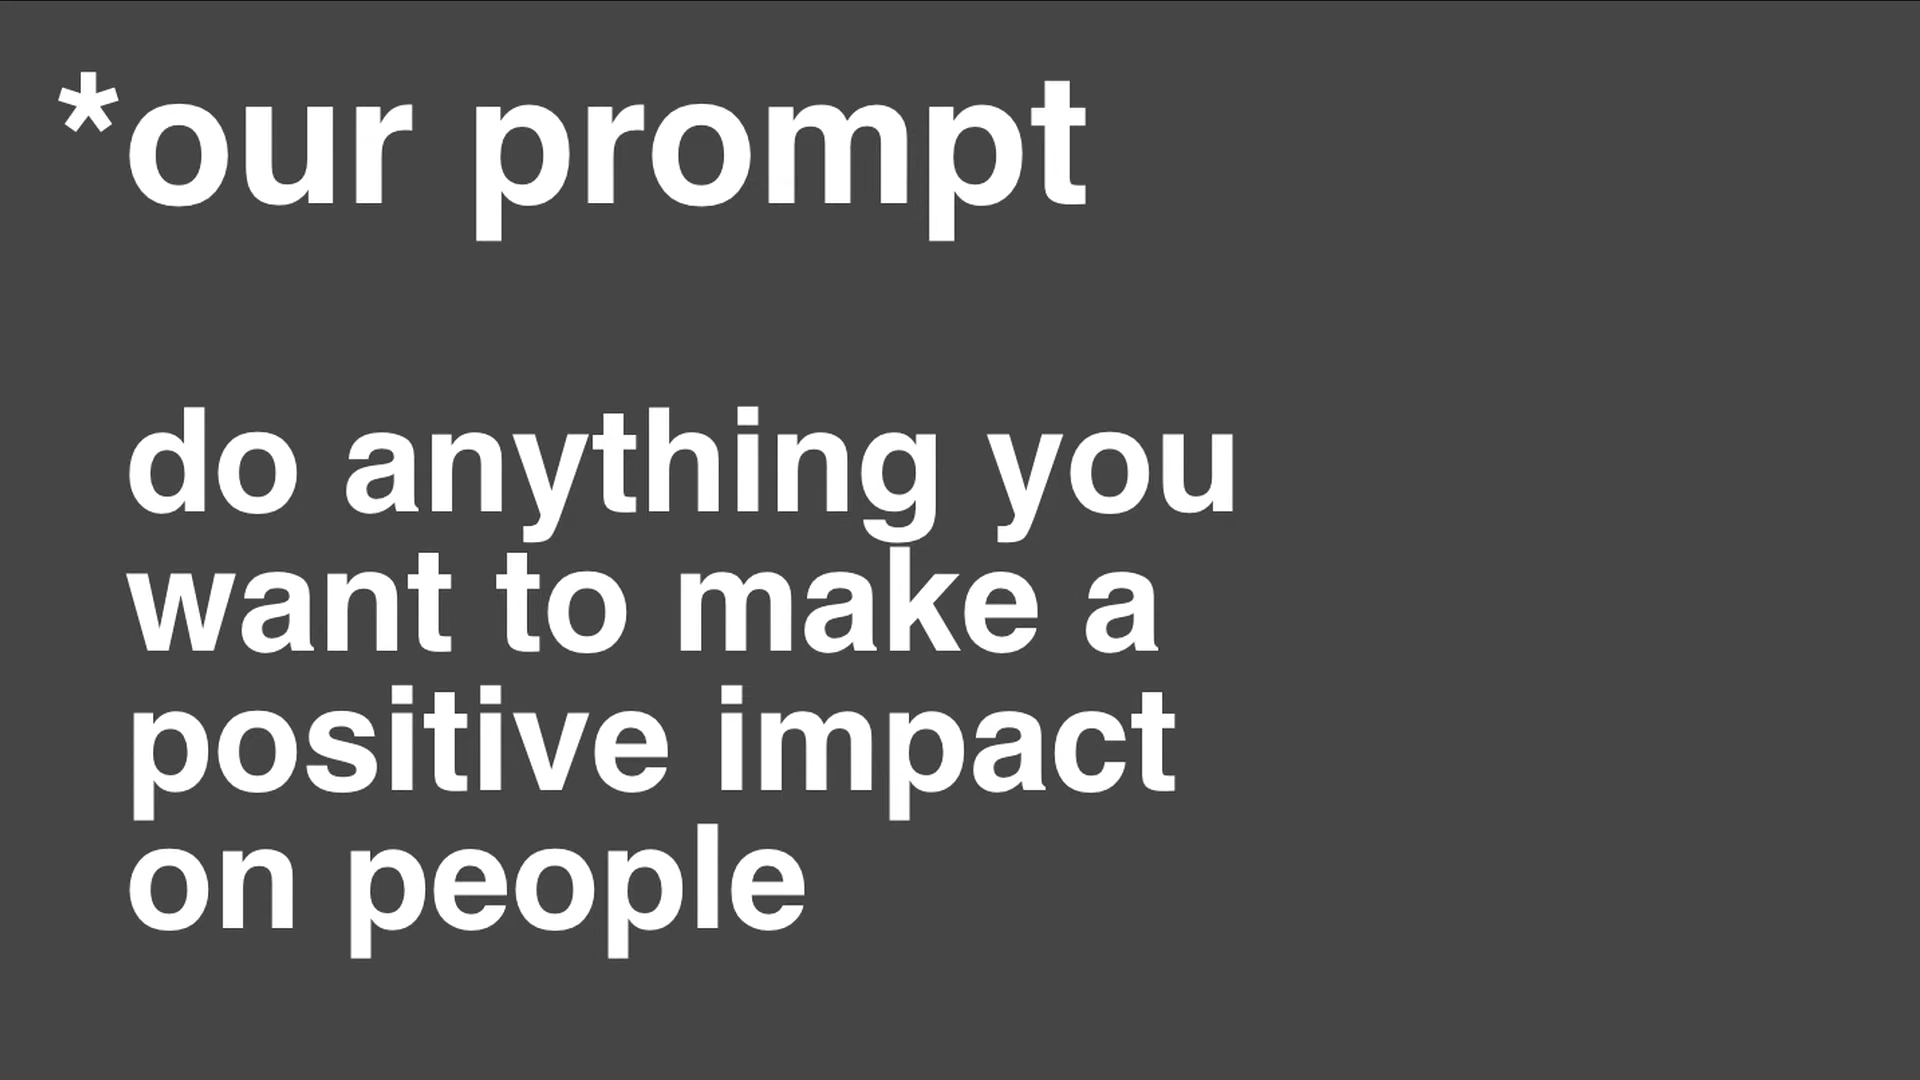 *our prompt
do anything you
want to make a
positive impact
on people